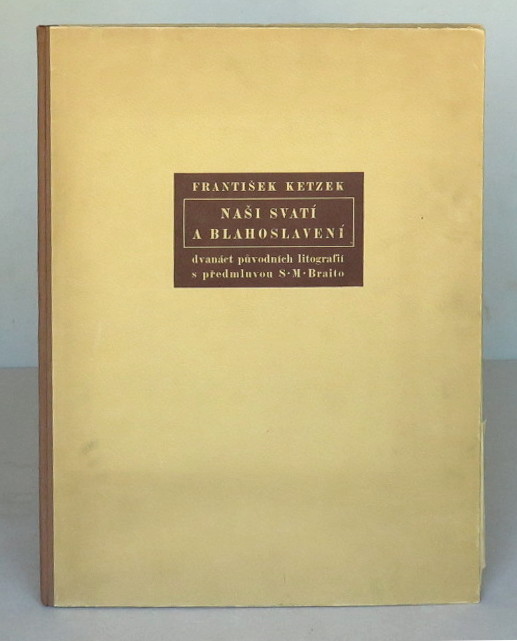 FRANTIŠEK KETZEK
NAŠI SVATÍ
A BLAHOSLAVENÍ
dvanáct původních litografií
s předmluvou S·M·Braito